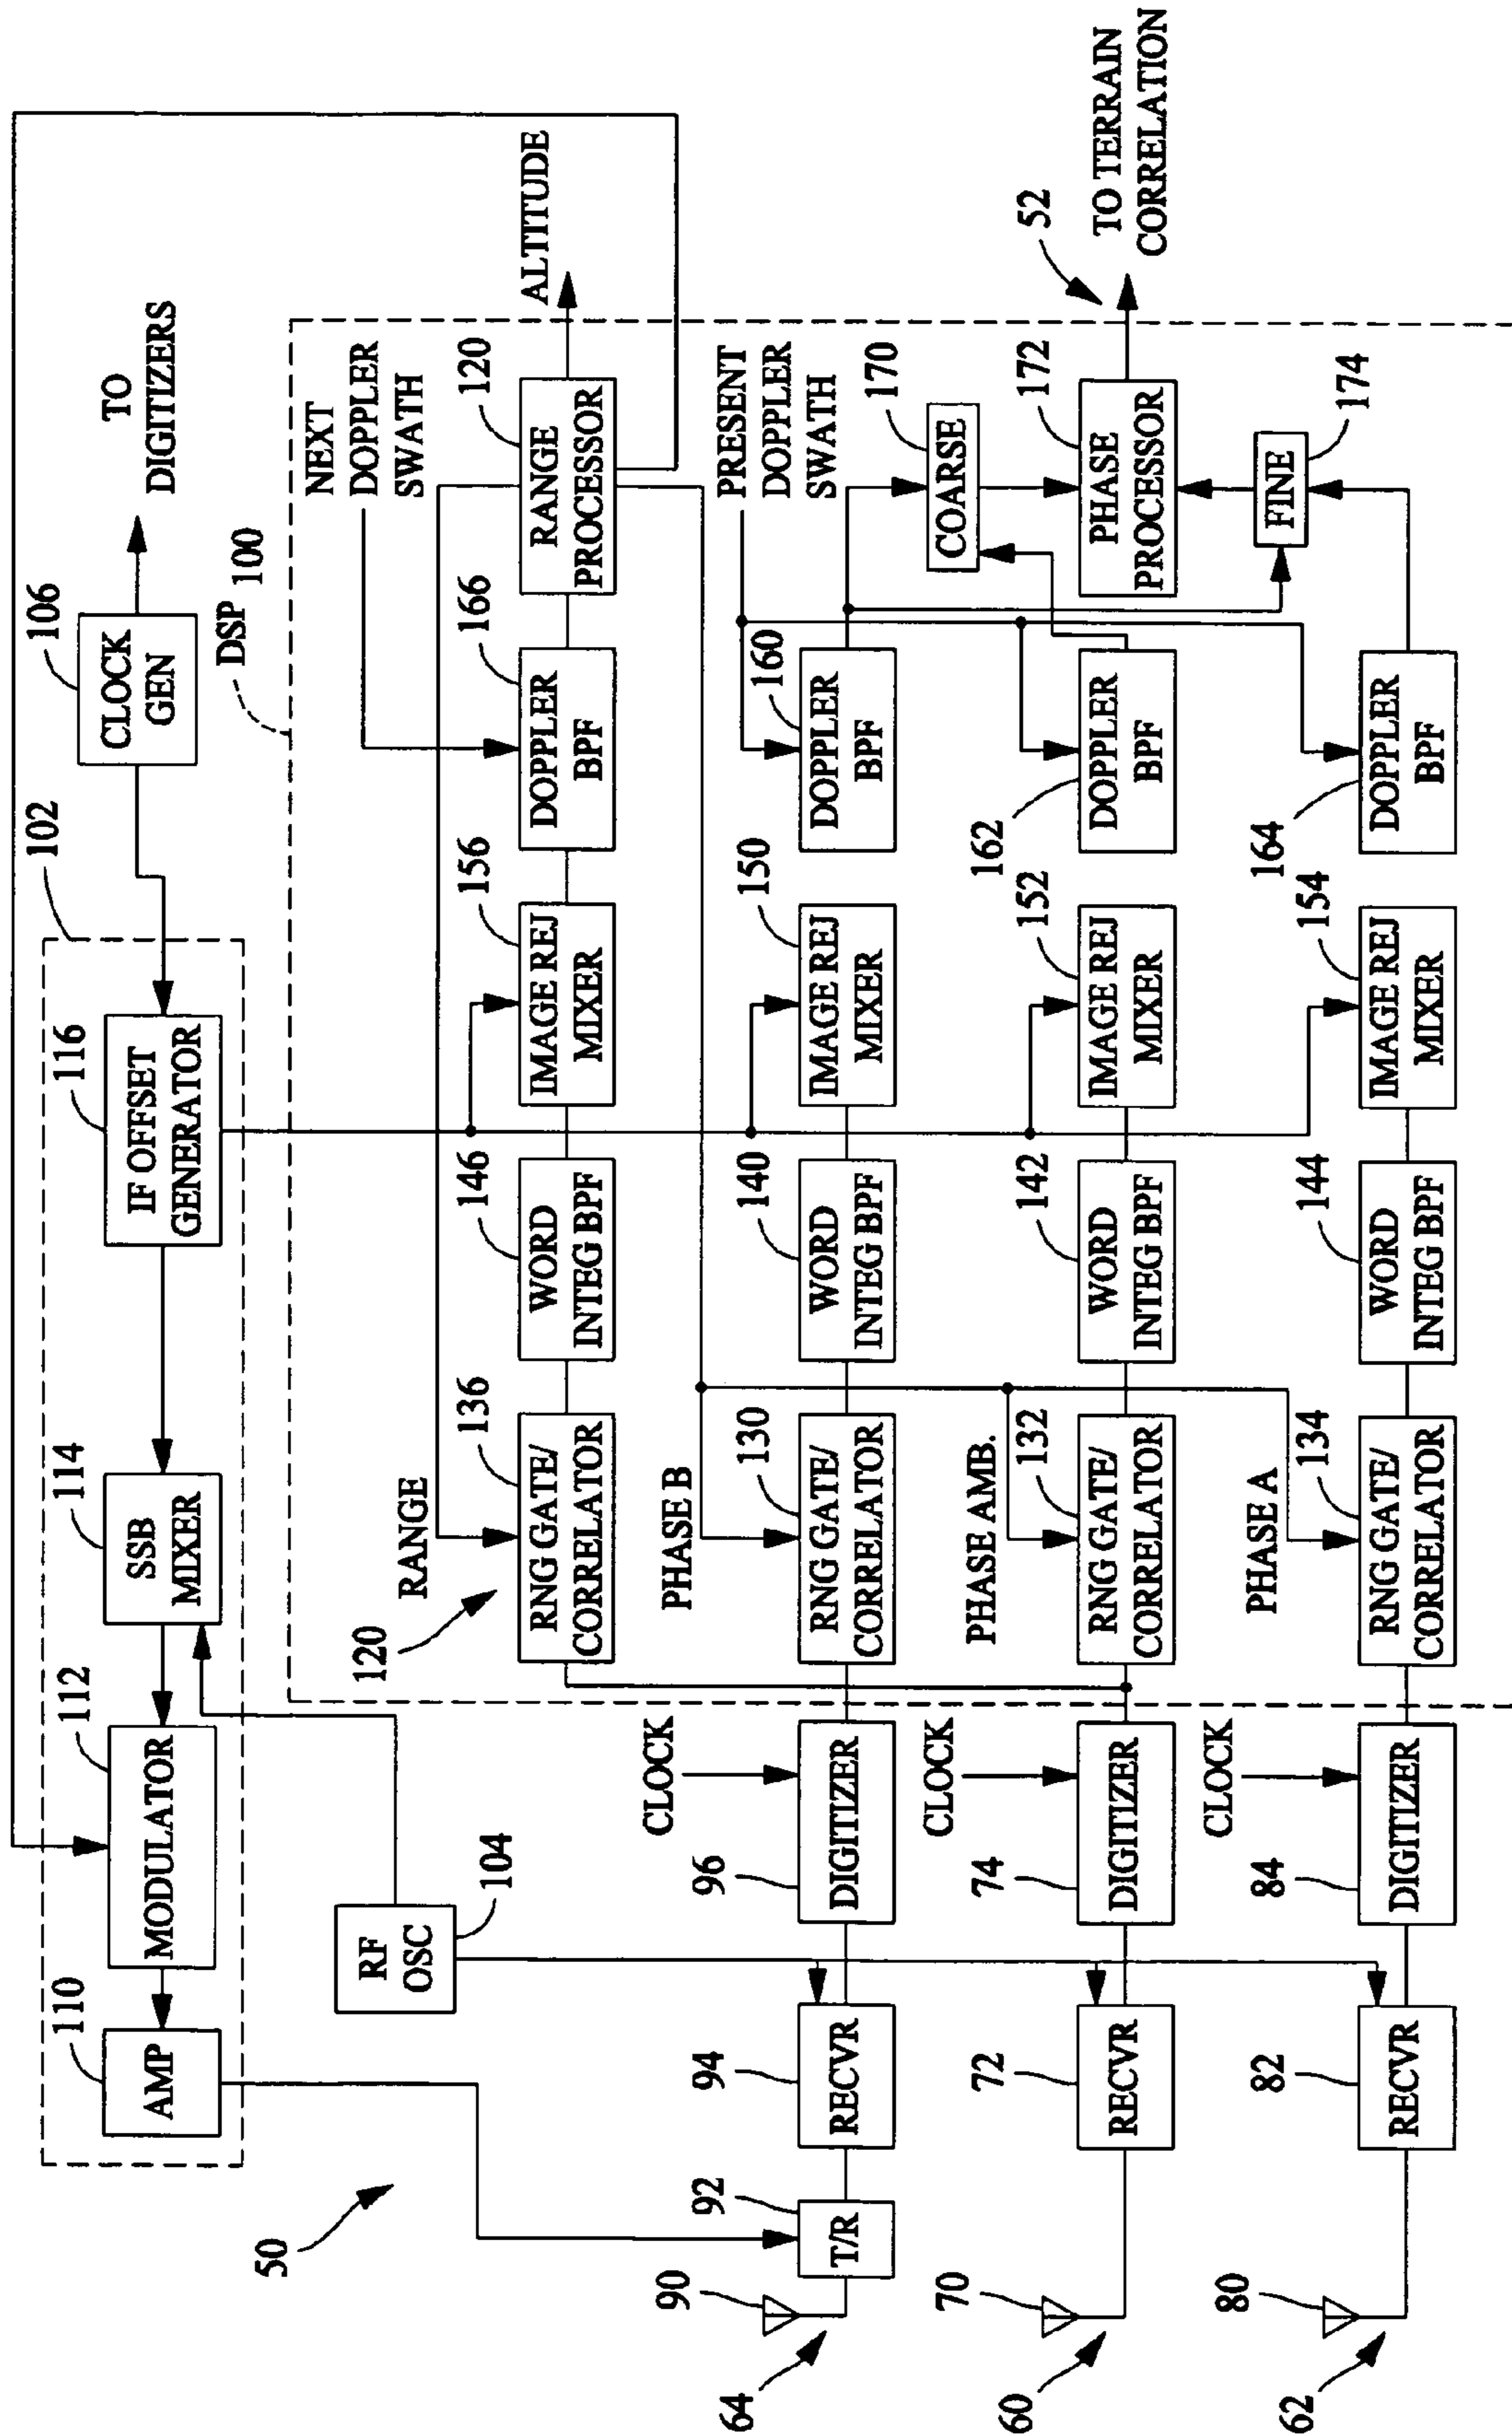 102
106
110
112
114
116
AMP
MODULATOR
SSB
MIXER
IF OFFSET
GENERATOR
CLOCK
GEN
TO
DIGITIZERS
50
RF
OSC
104
DSP
100
NEXT
DOPPLER
SWATH
120
RANGE
136
146
156
166
120
RNG GATE/
CORRELATOR
WORD
INTEG BPF
IMAGE REJ
MIXER
DOPPLER
BPF
RANGE
PROCESSOR
ALTITUDE
64
90
92
94
96
CLOCK
PHASE B
130
140
150
160
PRESENT
DOPPLER
SWATH
T/R
RECVR
DIGITIZER
RNG GATE/
CORRELATOR
WORD
INTEG BPF
IMAGE REJ
MIXER
DOPPLER
BPF
170
COARSE
60
70
72
74
CLOCK
PHASE AMB.
132
142
152
162
172
52
RECVR
DIGITIZER
RNG GATE/
CORRELATOR
WORD
INTEG BPF
IMAGE REJ
MIXER
DOPPLER
BPF
PHASE
PROCESSOR
TO TERRAIN
CORRELATION
62
80
82
84
CLOCK
PHASE A
134
144
154
164
FINE
174
RECVR
DIGITIZER
RNG GATE/
CORRELATOR
WORD
INTEG BPF
IMAGE REJ
MIXER
DOPPLER
BPF